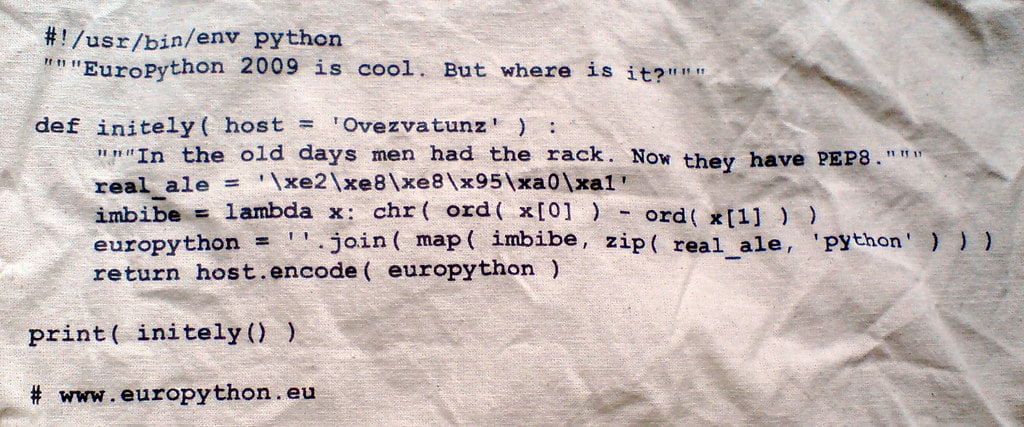 #!/usr/bin/env python
"""EuroPython 2009 is cool. But where is it?"""
def initely( host = 'Ovezvatunz' ) :
"""In the old days men had the rack. Now they have PEP8."""
real_ale = '\xe2\xe8\xe8\x95\xa0\xa1'
imbibe = lambda x: chr( ord( x[0] ) - ord( x[1] ) )
europython = ''.join( map( imbibe, zip( real_ale, 'python' ) ) )
return host.encode( europython )
print( initely() )
# www.europython.eu